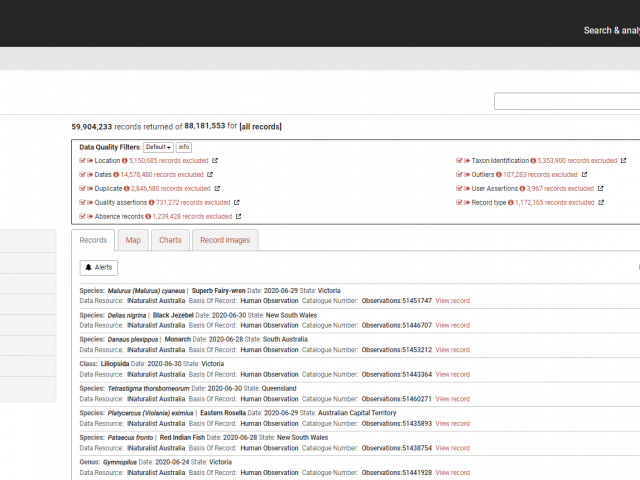 Search & analy
59,904,233 records returned of 88,181,553 for [all records]
Data Quality Filters: Default info
Location 5,150,685 records excluded
Taxon Identification 5,353,900 records excluded
Dates 14,578,480 records excluded
Outliers 107,283 records excluded
Duplicate 2,846,580 records excluded
User Assertions 3,967 records excluded
Quality assertions 731,272 records excluded
Record type 1,172,165 records excluded
Absence records 1,239,428 records excluded
Records Map Charts Record images
Alerts
Species: Malurus (Malurus) cyaneus | Superb Fairy-wren Date: 2020-06-29 State: Victoria
Data Resource: iNaturalist Australia Basis Of Record: Human Observation Catalogue Number: Observations:51451747 View record
Species: Delias nigrina | Black Jezebel Date: 2020-06-30 State: New South Wales
Data Resource: iNaturalist Australia Basis Of Record: Human Observation Catalogue Number: Observations:51446707 View record
Species: Danaus plexippus | Monarch Date: 2020-06-28 State: South Australia
Data Resource: iNaturalist Australia Basis Of Record: Human Observation Catalogue Number: Observations:51453212 View record
Class: Liliopsida Date: 2020-06-30 State: Victoria
Data Resource: iNaturalist Australia Basis Of Record: Human Observation Catalogue Number: Observations:51443364 View record
Species: Tetrastigma thorsborneorum Date: 2020-06-30 State: Queensland
Data Resource: iNaturalist Australia Basis Of Record: Human Observation Catalogue Number: Observations:51460271 View record
Species: Platycercus (Violania) eximius | Eastern Rosella Date: 2020-06-29 State: Australian Capital Territory
Data Resource: iNaturalist Australia Basis Of Record: Human Observation Catalogue Number: Observations:51435893 View record
Species: Pataecus fronto | Red Indian Fish Date: 2020-06-28 State: New South Wales
Data Resource: iNaturalist Australia Basis Of Record: Human Observation Catalogue Number: Observations:51438754 View record
Genus: Gymnopilus Date: 2020-06-24 State: Victoria
Data Resource: iNaturalist Australia Basis Of Record: Human Observation Catalogue Number: Observations:51441928 View record